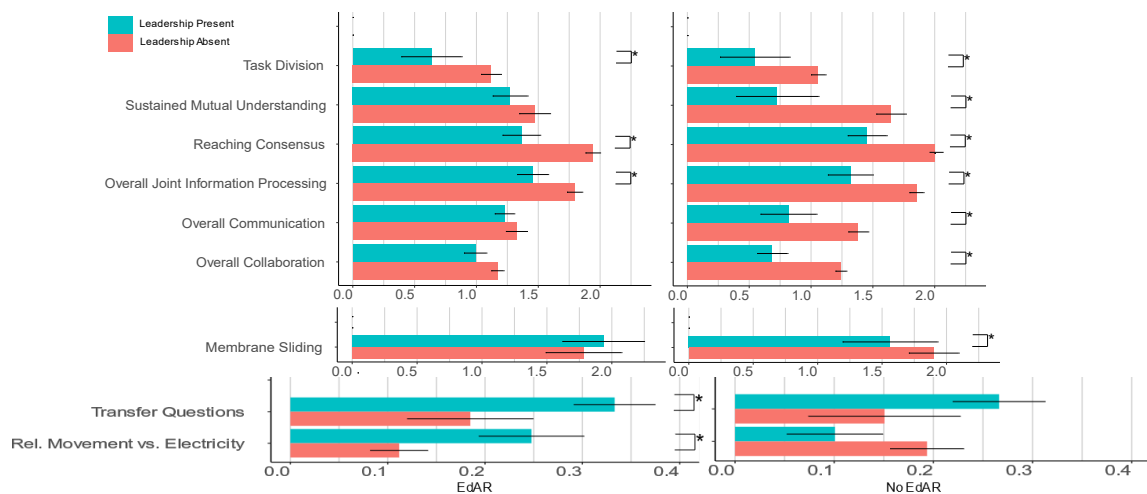 Leadership Present
Leadership Absent
Task Division * *
Sustained Mutual Understanding *
Reaching Consensus * *
Overall Joint Information Processing * *
Overall Communication *
Overall Collaboration *
0.0 0.5 1.0 1.5 2.0 0.0 0.5 1.0 1.5 2.0
Membrane Sliding *
0.0 0.5 1.0 1.5 2.0 0.0 0.5 1.0 1.5 2.0
Transfer Questions *
Rel. Movement vs. Electricity *
0.0 0.1 0.2 0.3 0.4 0.0 0.1 0.2 0.3 0.4
EdAR No EdAR